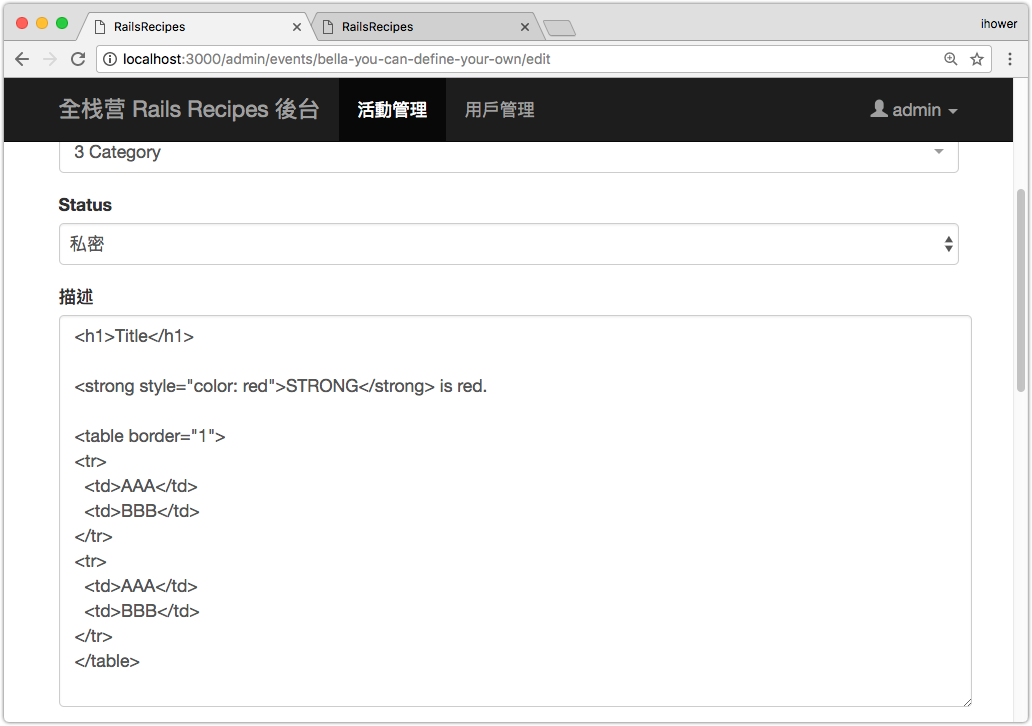 RailsRecipes
RailsRecipes
ihower
localhost:3000/admin/events/bella-you-can-define-your-own/edit
全栈营 Rails Recipes 後台
活動管理
用戶管理
admin
3 Category
Status
私密
描述
<h1>Title</h1>
<strong style="color: red">STRONG</strong> is red.
<table border="1">
<tr>
<td>AAA</td>
<td>BBB</td>
</tr>
<tr>
<td>AAA</td>
<td>BBB</td>
</tr>
</table>